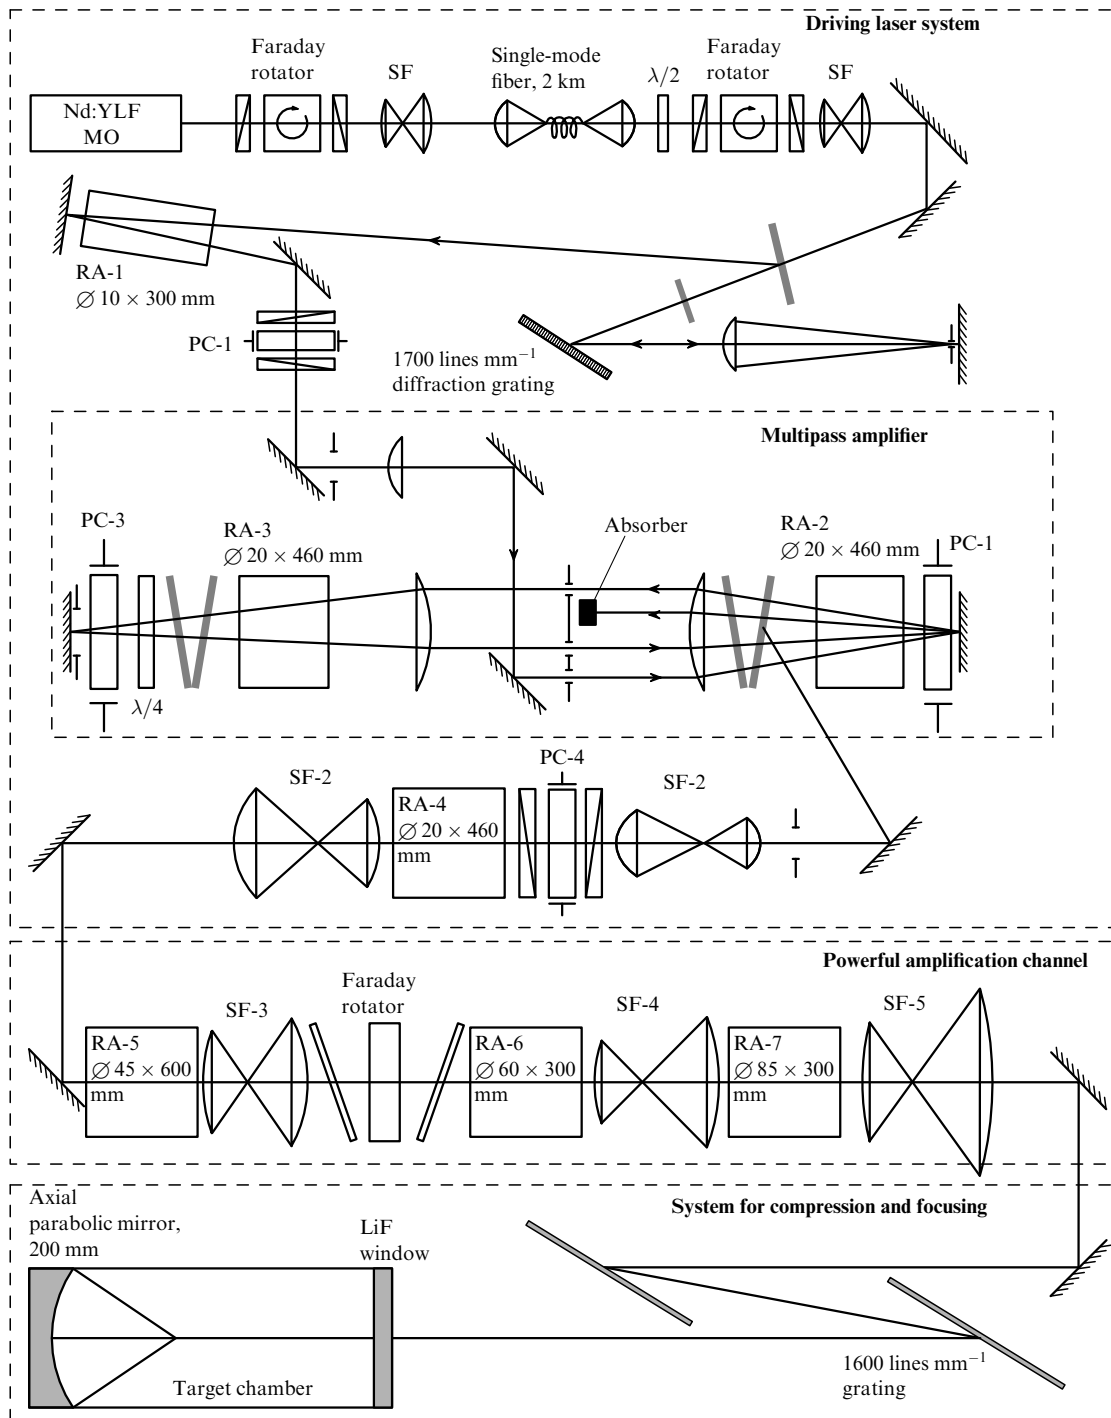 Driving laser system
Faraday
rotator
SF
Single-mode
fiber, 2 km
λ/2
Faraday
rotator
SF
Nd:YLF
MO
RA-1
∅ 10 × 300 mm
PC-1
1700 lines mm⁻¹
diffraction grating
Multipass amplifier
PC-3
RA-3
∅ 20 × 460 mm
Absorber
RA-2
∅ 20 × 460 mm
PC-1
λ/4
SF-2
RA-4
∅ 20 × 460
mm
PC-4
SF-2
Powerful amplification channel
Faraday
rotator
SF-3
SF-4
SF-5
RA-5
∅ 45 × 600
mm
RA-6
∅ 60 × 300
mm
RA-7
∅ 85 × 300
mm
System for compression and focusing
Axial
parabolic mirror,
200 mm
LiF
window
Target chamber
1600 lines mm⁻¹
grating